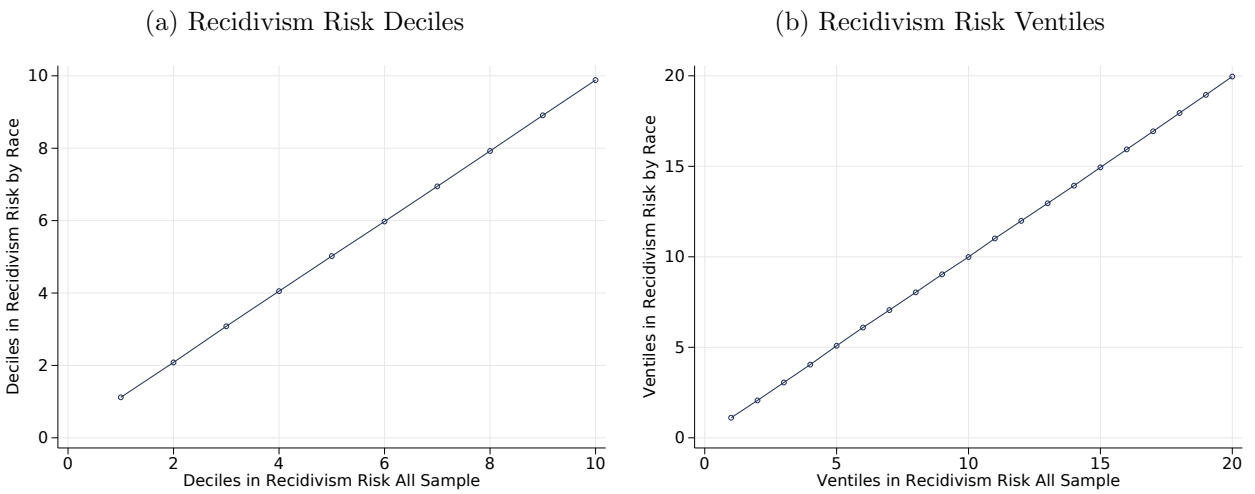 (a) Recidivism Risk Deciles
Deciles in Recidivism Risk by Race
10
8
6
4
2
0
0 2 4 6 8 10
Deciles in Recidivism Risk All Sample
(b) Recidivism Risk Ventiles
Ventiles in Recidivism Risk by Race
20
15
10
5
0
0 5 10 15 20
Ventiles in Recidivism Risk All Sample